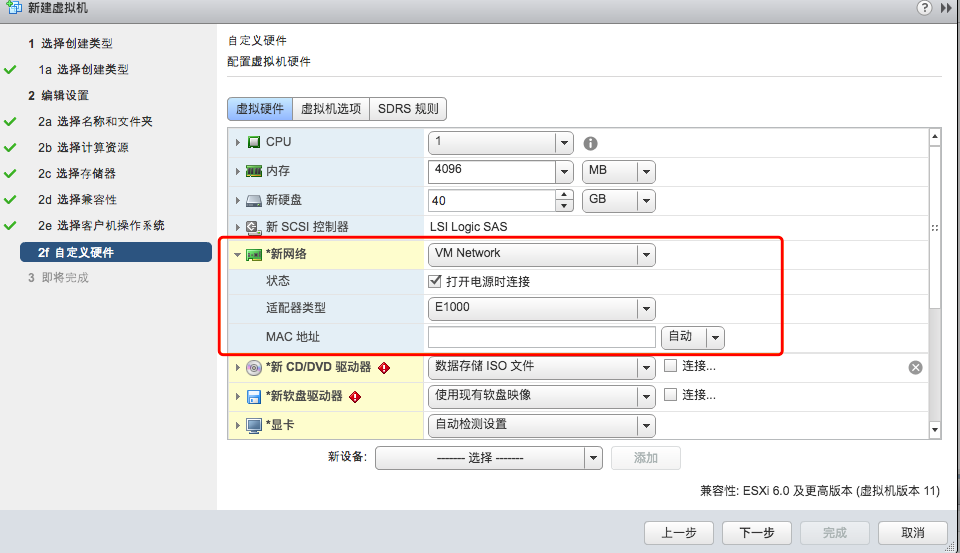 新建虚拟机
1 选择创建类型
1a 选择创建类型
2 编辑设置
2a 选择名称和文件夹
2b 选择计算资源
2c 选择存储器
2d 选择兼容性
2e 选择客户机操作系统
2f 自定义硬件
3 即将完成
自定义硬件
配置虚拟机硬件
虚拟硬件 虚拟机选项 SDRS 规则
CPU 1
内存 4096 MB
新硬盘 40 GB
新 SCSI 控制器 LSI Logic SAS
*新网络 VM Network
状态 打开电源时连接
适配器类型 E1000
MAC 地址 自动
*新 CD/DVD 驱动器 数据存储 ISO 文件 连接...
*新软盘驱动器 使用现有软盘映像 连接...
*显卡 自动检测设置
新设备: ------- 选择 ------- 添加
兼容性: ESXi 6.0 及更高版本 (虚拟机版本 11)
上一步 下一步 完成 取消